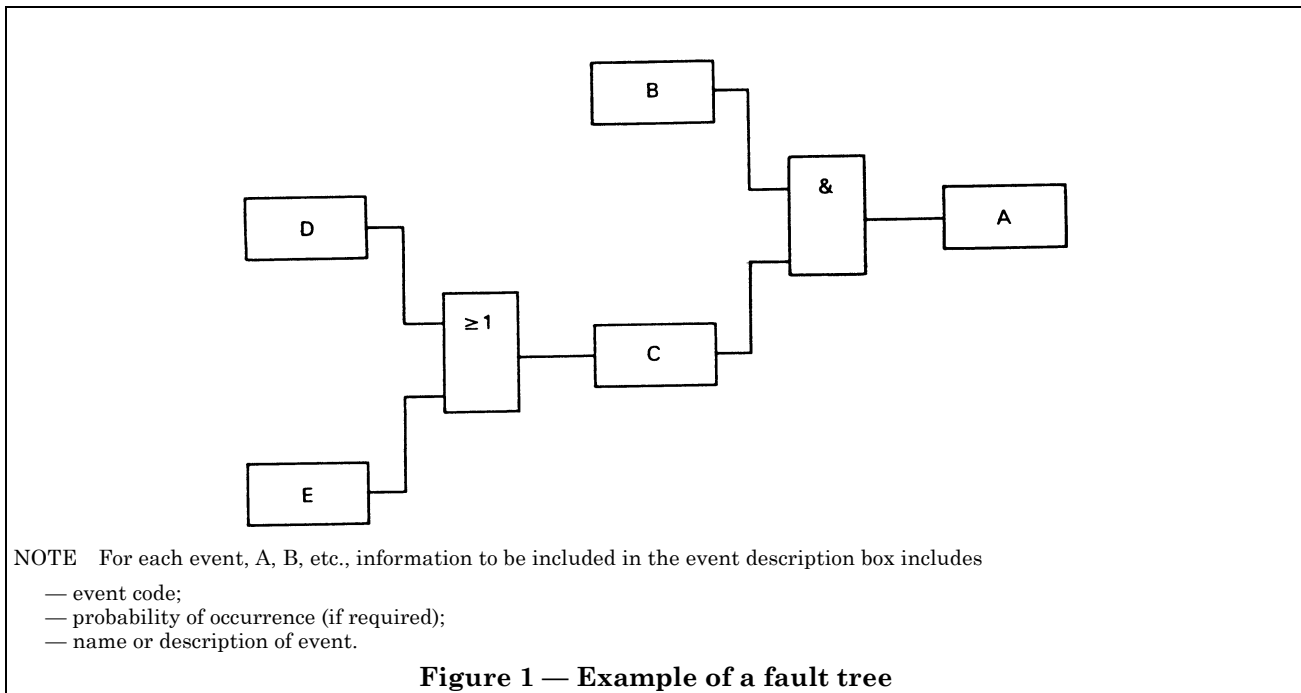 B
&
A
D
≥ 1
C
E
NOTE For each event, A, B, etc., information to be included in the event description box includes
— event code;
— probability of occurrence (if required);
— name or description of event.
Figure 1 — Example of a fault tree